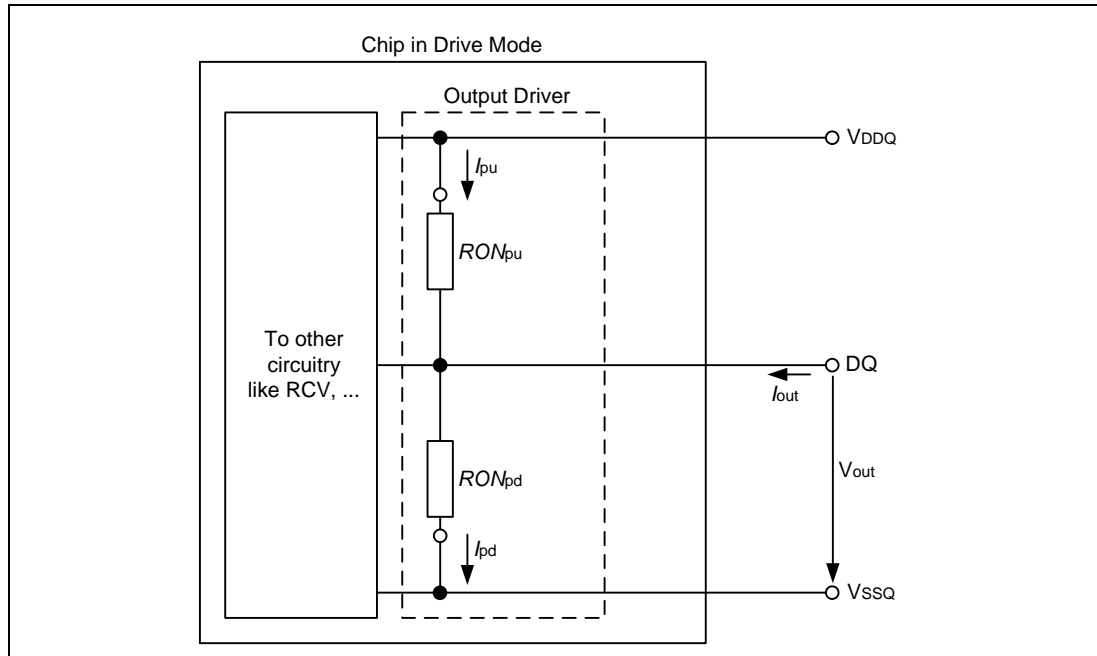 Chip in Drive Mode
Output Driver
VDDQ
Ipu
RONpu
To other
circuitry
like RCV, ...
DQ
Iout
RONpd
Vout
Ipd
VSSQ